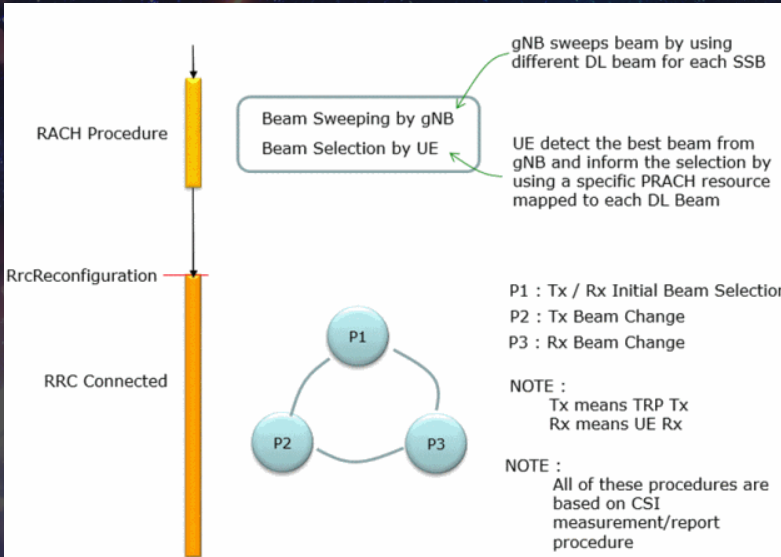 gNB sweeps beam by using
different DL beam for each SSB
RACH Procedure
Beam Sweeping by gNB
Beam Selection by UE
UE detect the best beam from
gNB and inform the selection by
using a specific PRACH resource
mapped to each DL Beam
RrcReconfiguration
P1 : Tx / Rx Initial Beam Selection
P2 : Tx Beam Change
P3 : Rx Beam Change
RRC Connected
P1
P2
P3
NOTE :
Tx means TRP Tx
Rx means UE Rx
NOTE :
All of these procedures are
based on CSI
measurement/report
procedure